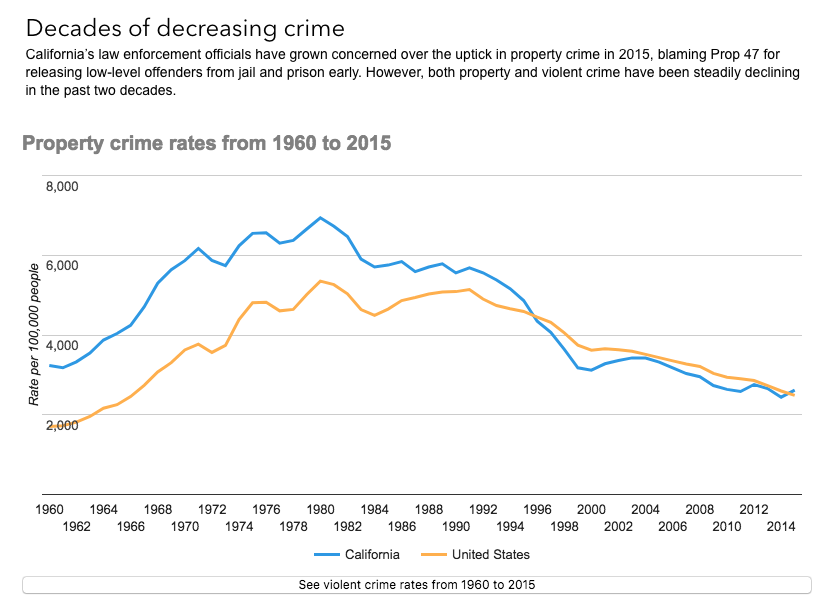 Decades of decreasing crime
California's law enforcement officials have grown concerned over the uptick in property crime in 2015, blaming Prop 47 for
releasing low-level offenders from jail and prison early. However, both property and violent crime have been steadily declining
in the past two decades.
Property crime rates from 1960 to 2015
8,000
6,000
4,000
2,000
Rate per 100,000 people
1960 1964 1968 1972 1976 1980 1984 1988 1992 1996 2000 2004 2008 2012
1962 1966 1970 1974 1978 1982 1986 1990 1994 1998 2002 2006 2010 2014
California United States
See violent crime rates from 1960 to 2015